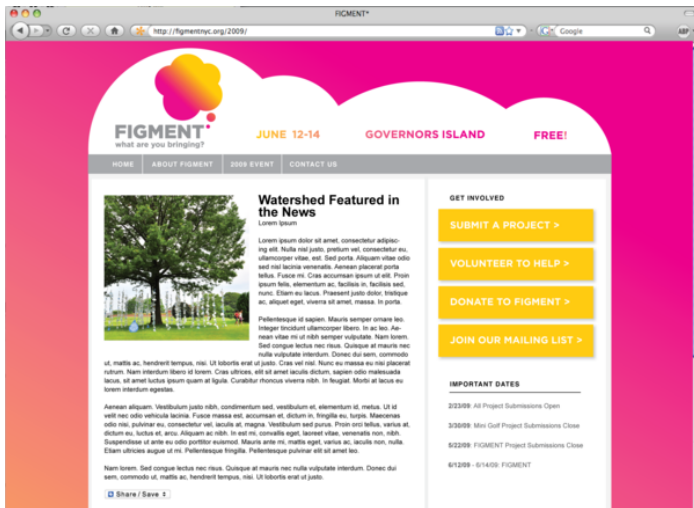 FIGMENT*
http://figmentnyc.org/2009/
Google
ABP
FIGMENT
what are you bringing?
JUNE 12-14
GOVERNORS ISLAND
FREE!
HOME
ABOUT FIGMENT
2009 EVENT
CONTACT US
Watershed Featured in
the News
Lorem Ipsum
Lorem ipsum dolor sit amet, consectetur adipisc-
ing elit. Nulla nisl justo, pretium vel, consectetur eu,
ullamcorper vitae, est. Sed porta. Aliquam vitae odio
sed nisl lacinia venenatis. Aenean placerat porta
tellus. Fusce mi. Cras accumsan ipsum ut elit. Proin
ipsum felis, elementum ac, facilisis in, facilisis sed,
nunc. Etiam eu lacus. Praesent justo dolor, tristique
ac, aliquet eget, viverra sit amet, massa. In porta.
Pellentesque id sapien. Mauris semper ornare leo.
Integer tincidunt ullamcorper libero. In ac leo. Ae-
nean vitae mi ut nibh semper vulputate. Nam lorem.
Sed congue lectus nec risus. Quisque at mauris nec
nulla vulputate interdum. Donec dui sem, commodo
ut, mattis ac, hendrerit tempus, nisi. Ut lobortis erat ut justo. Cras vel nisl. Nunc eu massa eu nisi placerat
rutrum. Nam interdum libero id lorem. Cras ultrices, elit sit amet iaculis dictum, sapien odio malesuada
lacus, sit amet luctus ipsum quam at ligula. Curabitur rhoncus viverra nibh. In feugiat. Morbi at lacus eu
lorem interdum egestas.
Aenean aliquam. Vestibulum justo nibh, condimentum sed, vestibulum et, elementum id, metus. Ut id
velit nec odio vehicula lacinia. Fusce massa est, accumsan et, dictum in, fringilla eu, turpis. Maecenas
odio nisi, pulvinar eu, consectetur vel, iaculis at, magna. Vestibulum sed purus. Proin orci tellus, varius at,
dictum eu, luctus et, arcu. Aliquam ac nibh. In est mi, convallis eget, laoreet vitae, venenatis non, nibh.
Suspendisse ut ante eu odio porttitor euismod. Mauris ante mi, mattis eget, varius ac, iaculis non, nulla.
Etiam ultricies augue ut mi. Pellentesque fringilla. Pellentesque pulvinar elit sit amet leo.
Nam lorem. Sed congue lectus nec risus. Quisque at mauris nec nulla vulputate interdum. Donec dui
sem, commodo ut, mattis ac, hendrerit tempus, nisi. Ut lobortis erat ut justo.
Share / Save
GET INVOLVED
SUBMIT A PROJECT >
VOLUNTEER TO HELP >
DONATE TO FIGMENT >
JOIN OUR MAILING LIST >
IMPORTANT DATES
2/23/09: All Project Submissions Open
3/30/09: Mini Golf Project Submissions Close
5/22/09: FIGMENT Project Submissions Close
6/12/09 - 6/14/09: FIGMENT